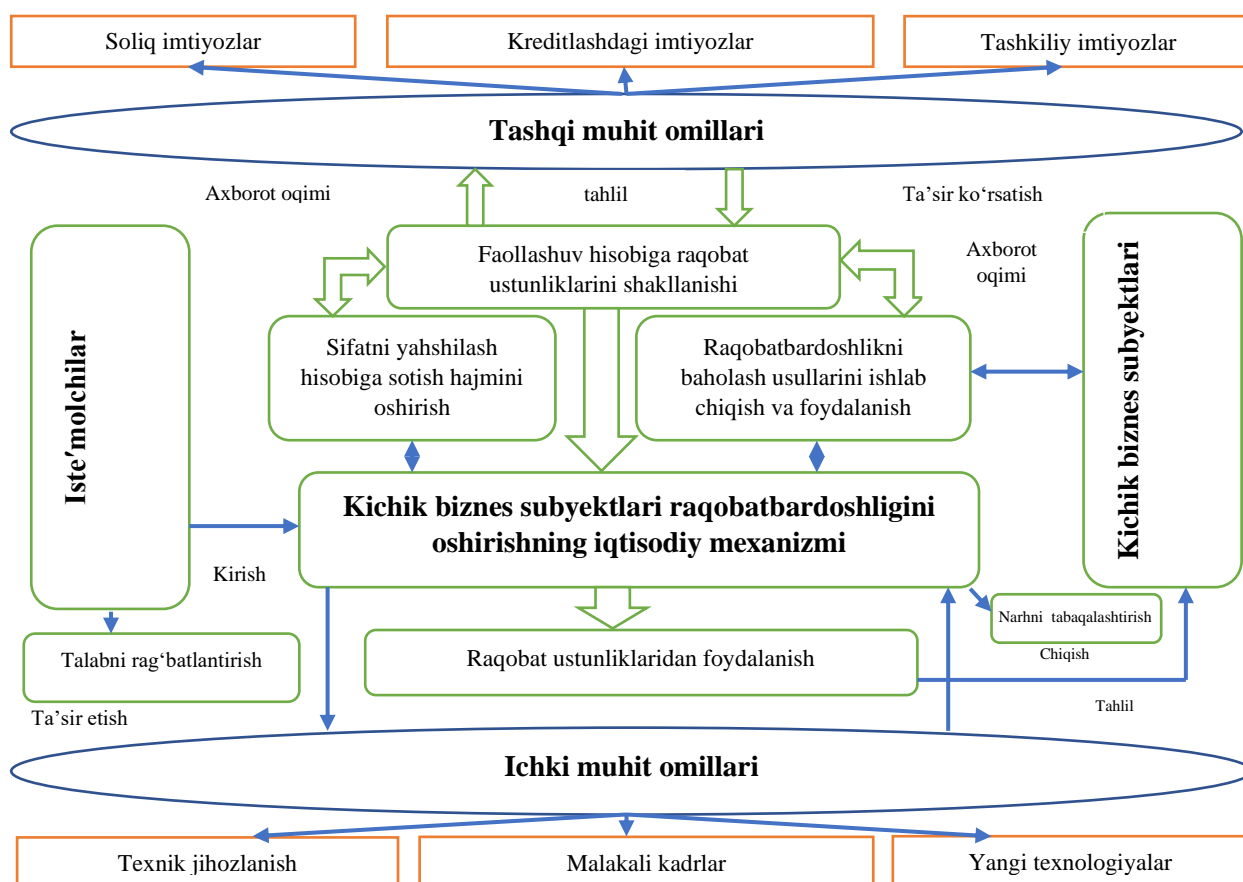 Soliq imtiyozlar
Kreditlashdagi imtiyozlar
Tashkiliy imtiyozlar
Tashqi muhit omillari
Axborot oqimi
tahlil
Ta’sir ko‘rsatish
Faollashuv hisobiga raqobat
ustunliklarini shakllanishi
Axborot
oqimi
Iste′molchilar
Kichik biznes subyektlari
Sifatni yahshilash
hisobiga sotish hajmini
oshirish
Raqobatbardoshlikni
baholash usullarini ishlab
chiqish va foydalanish
Kichik biznes subyektlari raqobatbardoshligini
oshirishning iqtisodiy mexanizmi
Kirish
Narhni tabaqalashtirish
Chiqish
Talabni rag‘batlantirish
Raqobat ustunliklaridan foydalanish
Ta’sir etish
Tahlil
Ichki muhit omillari
Texnik jihozlanish
Malakali kadrlar
Yangi texnologiyalar